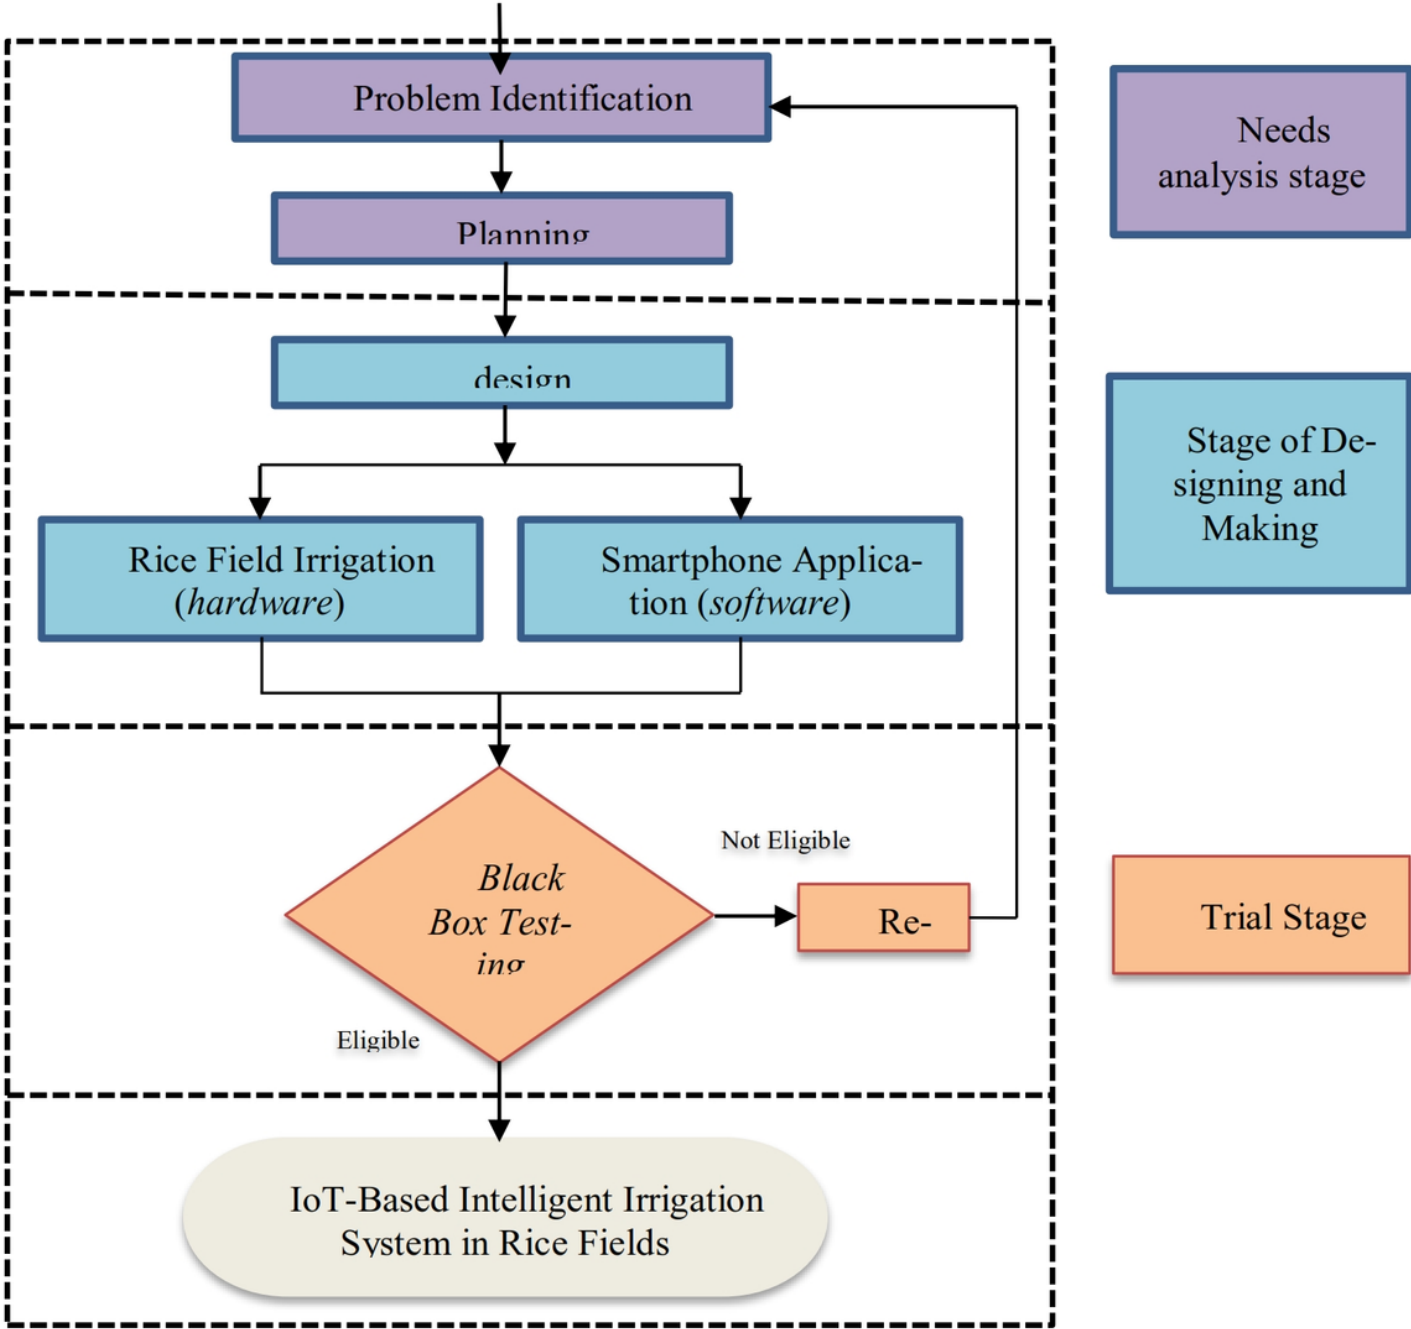 Problem Identification
Planning
design
Rice Field Irrigation
(hardware)
Smartphone Applica-
tion (software)
Black
Box Test-
ing
Not Eligible
Re-
Eligible
IoT-Based Intelligent Irrigation
System in Rice Fields
Needs
analysis stage
Stage of De-
signing and
Making
Trial Stage